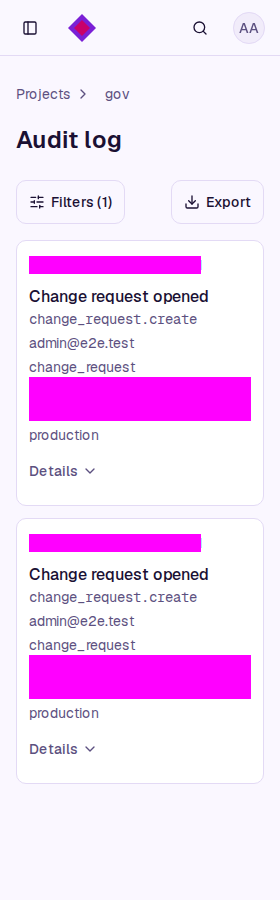 AA
Projects > gov
Audit log
Filters (1)
Export
Change request opened
change_request.create
admin@e2e.test
change_request
production
Details
Change request opened
change_request.create
admin@e2e.test
change_request
production
Details